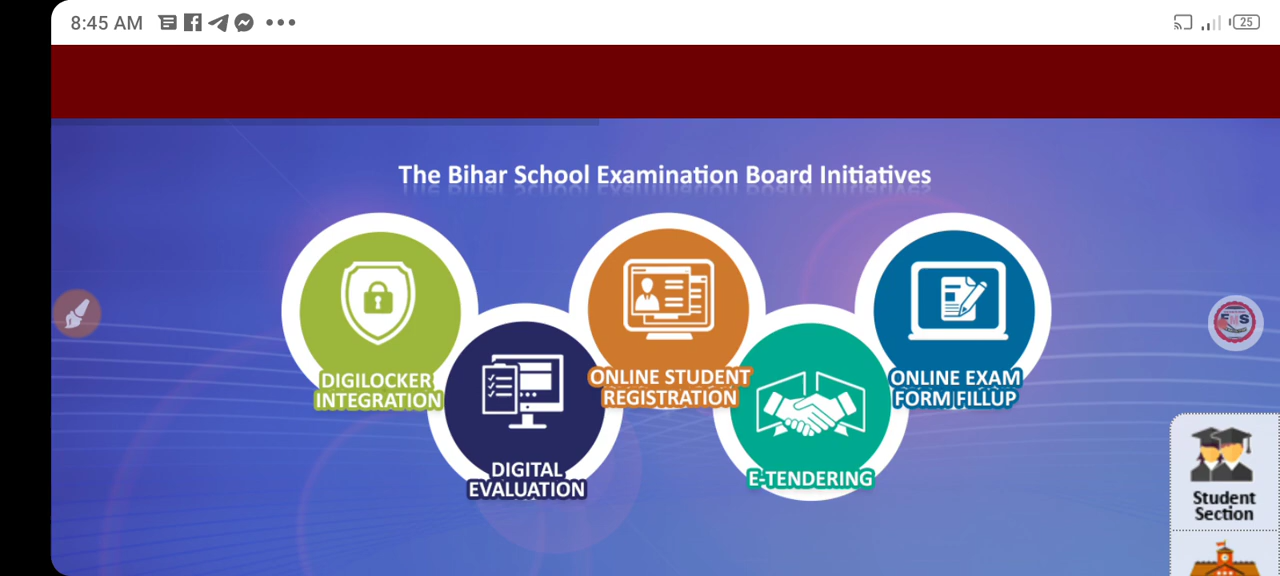 8:45 AM
25
The Bihar School Examination Board Initiatives
DIGILOCKER
INTEGRATION
DIGITAL
EVALUATION
ONLINE STUDENT
REGISTRATION
E-TENDERING
ONLINE EXAM
FORM FILLUP
Student
Section